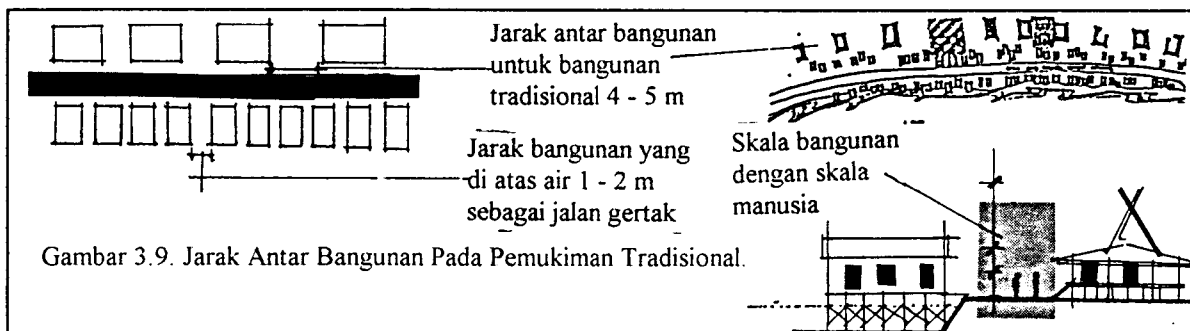 Jarak antar bangunan
untuk bangunan
tradisional 4 - 5 m
Jarak bangunan yang
di atas air 1 - 2 m
sebagai jalan gertak
Skala bangunan
dengan skala
manusia
Gambar 3.9. Jarak Antar Bangunan Pada Pemukiman Tradisional.